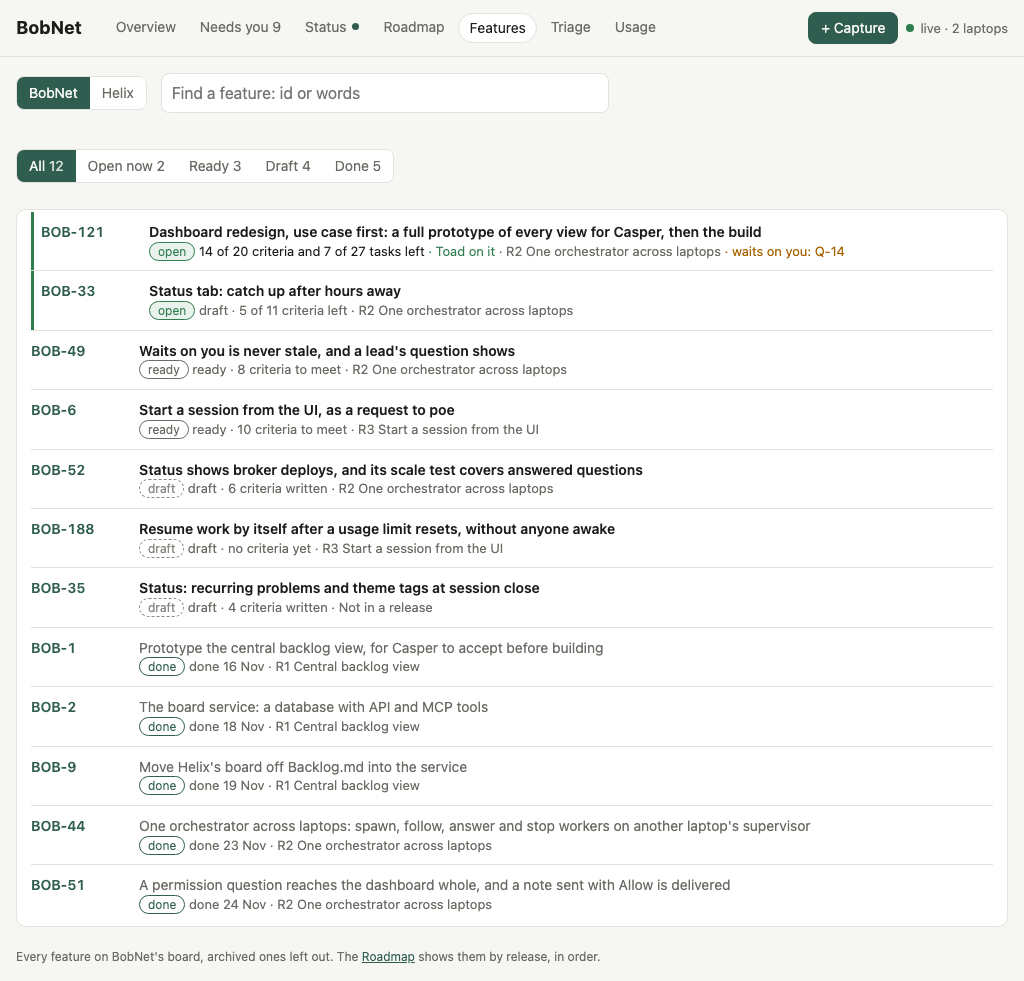 BobNet Overview Needs you 9 Status Roadmap Features Triage Usage + Capture live · 2 laptops
BobNet Helix Find a feature: id or words
All 12 Open now 2 Ready 3 Draft 4 Done 5
BOB-121 Dashboard redesign, use case first: a full prototype of every view for Casper, then the build
open 14 of 20 criteria and 7 of 27 tasks left · Toad on it · R2 One orchestrator across laptops · waits on you: Q-14
BOB-33 Status tab: catch up after hours away
open draft · 5 of 11 criteria left · R2 One orchestrator across laptops
BOB-49 Waits on you is never stale, and a lead's question shows
ready ready · 8 criteria to meet · R2 One orchestrator across laptops
BOB-6 Start a session from the UI, as a request to poe
ready ready · 10 criteria to meet · R3 Start a session from the UI
BOB-52 Status shows broker deploys, and its scale test covers answered questions
draft draft · 6 criteria written · R2 One orchestrator across laptops
BOB-188 Resume work by itself after a usage limit resets, without anyone awake
draft draft · no criteria yet · R3 Start a session from the UI
BOB-35 Status: recurring problems and theme tags at session close
draft draft · 4 criteria written · Not in a release
BOB-1 Prototype the central backlog view, for Casper to accept before building
done done 16 Nov · R1 Central backlog view
BOB-2 The board service: a database with API and MCP tools
done done 18 Nov · R1 Central backlog view
BOB-9 Move Helix's board off Backlog.md into the service
done done 19 Nov · R1 Central backlog view
BOB-44 One orchestrator across laptops: spawn, follow, answer and stop workers on another laptop's supervisor
done done 23 Nov · R2 One orchestrator across laptops
BOB-51 A permission question reaches the dashboard whole, and a note sent with Allow is delivered
done done 24 Nov · R2 One orchestrator across laptops
Every feature on BobNet's board, archived ones left out. The Roadmap shows them by release, in order.